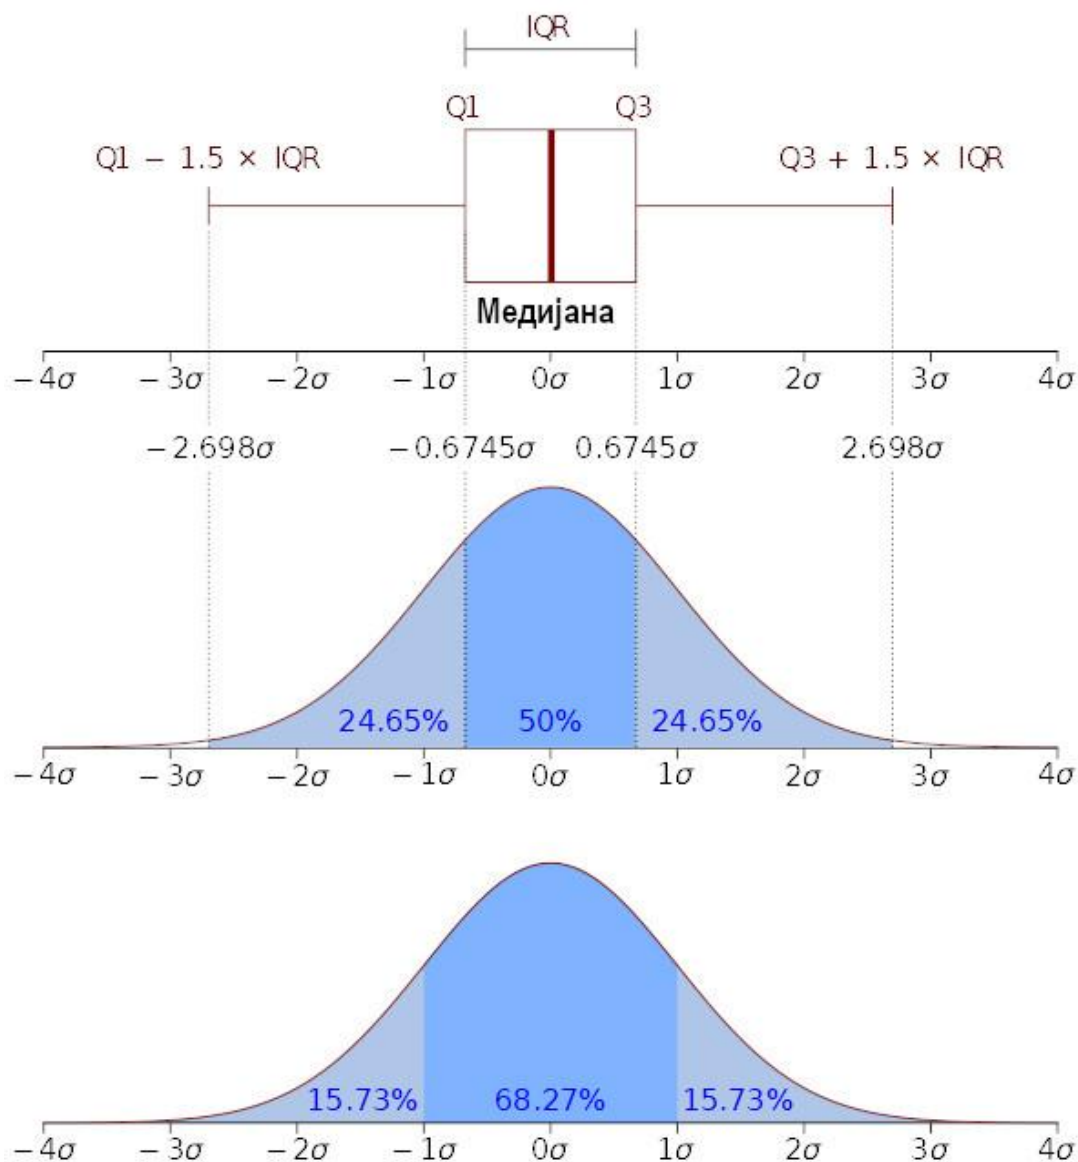 IQR
Q1 Q3
Q1 − 1.5 × IQR Q3 + 1.5 × IQR
Медијана
−4σ −3σ −2σ −1σ 0σ 1σ 2σ 3σ 4σ
−2.698σ −0.6745σ 0.6745σ 2.698σ
24.65% 50% 24.65%
−4σ −3σ −2σ −1σ 0σ 1σ 2σ 3σ 4σ
15.73% 68.27% 15.73%
−4σ −3σ −2σ −1σ 0σ 1σ 2σ 3σ 4σ